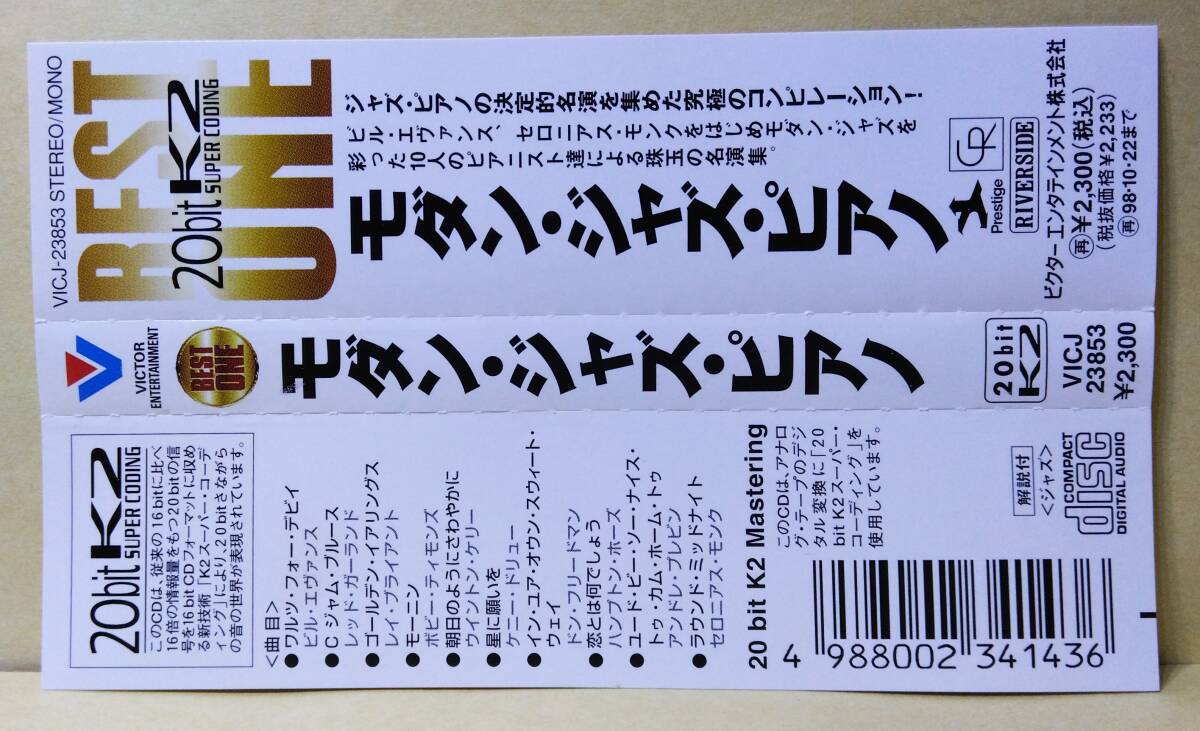 VICJ-23853 STEREO/MONO
BEST
ONE
20bit K2
SUPER CODING
ジャズ・ピアノの決定的名演を集めた究極のコンピレーション!
ビル・エヴァンス、セロニアス・モンクをはじめモダン・ジャズを
彩った10人のピアニスト達による珠玉の名演集。
モダン・ジャズ・ピアノ
Prestige
RIVERSIDE
ビクターエンタテインメント株式会社
再¥2,300(税込)
(税抜価格¥2,233)
再98・10・22まで
VICTOR
ENTERTAINMENT
BEST
ONE
モダン・ジャズ・ピアノ
20bit
K2
VICJ
23853
¥2,300
20bit K2
SUPER CODING
このCDは、従来の16bitに比べ
16倍の情報量をもつ20bitの信
号を16bit CDフォーマットに収め
る新技術「K2スーパー・コーデ
ィング」により、20bitさながら
の音の世界が表現されています。
<曲目>
●ワルツ・フォー・デビイ
ビル・エヴァンス
●C ジャム・ブルース
レッド・ガーランド
●ゴールデン・イアリングス
レイ・ブライアント
●モーニン
ボビー・ティモンズ
●朝日のようにさわやかに
ウイントン・ケリー
●星に願いを
ケニー・ドリュー
●イン・ユア・オウン・スウィート・
ウェイ
ドン・フリードマン
●恋とは何でしょう
ハンプトン・ホーズ
●ユード・ビー・ソー・ナイス・
トゥ・カム・ホーム・トゥ
アンドレ・プレビン
●ラウンド・ミッドナイト
セロニアス・モンク
20 bit K2 Mastering
このCDは、アナロ
グ・テープのデジ
タル変換に「20
bit K2スーパー・
コーディング」を
使用しています。
4 988002 341436
解説付
<ジャズ>
COMPACT
disc
DIGITAL AUDIO